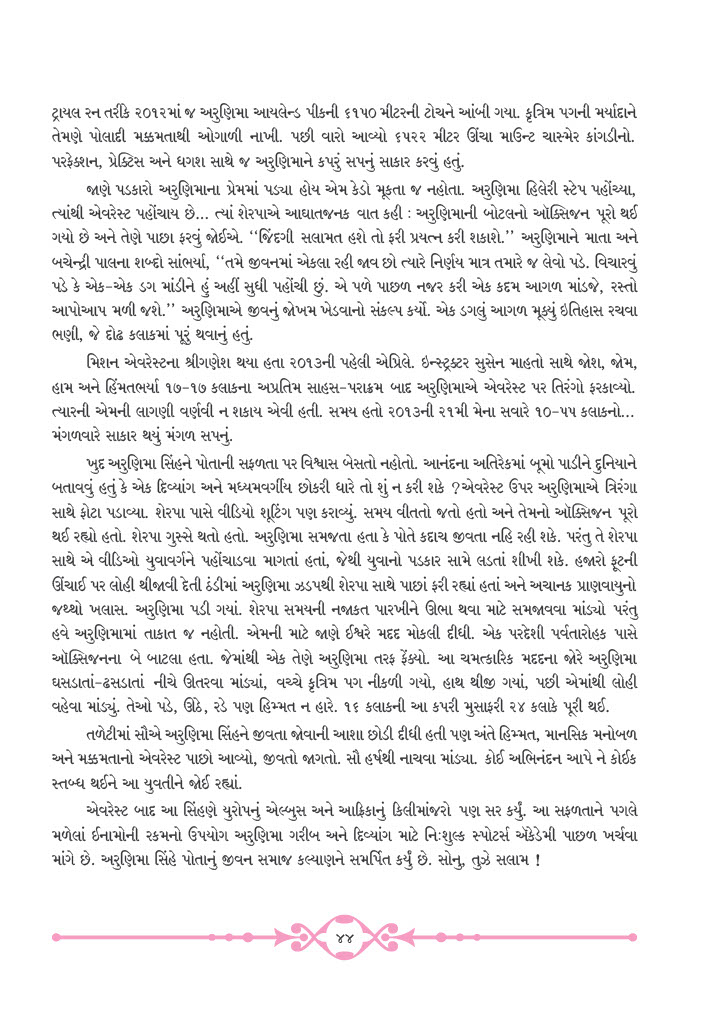 ટ્રાયલ રન તરીકે ૨૦૧૨માં જ અરુણિમા આયલેન્ડ પીકની ૬૧૫૦ મીટરની ટોચને આંબી ગયા. કૃત્રિમ પગની મર્યાદાને
તેમણે પોલાદી મક્કમતાથી ઓગાળી નાખી. પછી વારો આવ્યો ૬૫૨૨ મીટર ઊંચા માઉન્ટ ચાસ્મેર કાંગડીનો.
પરફેક્શન, પ્રેક્ટિસ અને ધગશ સાથે જ અરુણિમાને કપરું સપનું સાકાર કરવું હતું.
જાણે પડકારો અરુણિમાના પ્રેમમાં પડ્યા હોય એમ કેડો મૂકતા જ નહોતા. અરુણિમા હિલેરી સ્ટેપ પહોંચ્યા,
ત્યાંથી એવરેસ્ટ પહોંચાય છે... ત્યાં શેરપાએ આઘાતજનક વાત કહી : અરુણિમાની બોટલનો ઑક્સિજન પૂરો થઈ
ગયો છે અને તેણે પાછા ફરવું જોઈએ. ‘‘જિંદગી સલામત હશે તો ફરી પ્રયત્ન કરી શકાશે.’’ અરુણિમાને માતા અને
બચેન્દ્રી પાલના શબ્દો સાંભર્યા, ‘‘તમે જીવનમાં એકલા રહી જાવ છો ત્યારે નિર્ણય માત્ર તમારે જ લેવો પડે. વિચારવું
પડે કે એક-એક ડગ માંડીને હું અહીં સુધી પહોંચી છું. એ પળે પાછળ નજર કરી એક કદમ આગળ માંડજે, રસ્તો
આપોઆપ મળી જશે.’’ અરુણિમાએ જીવનું જોખમ ખેડવાનો સંકલ્પ કર્યો. એક ડગલું આગળ મૂક્યું ઇતિહાસ રચવા
ભણી, જે દોઢ કલાકમાં પૂરું થવાનું હતું.
મિશન એવરેસ્ટના શ્રીગણેશ થયા હતા ૨૦૧૩ની પહેલી એપ્રિલે. ઇન્સ્ટ્રક્ટર સુસેન માહતો સાથે જોશ, જોમ,
હામ અને હિંમતભર્યા ૧૭-૧૭ કલાકના અપ્રતિમ સાહસ-પરાક્રમ બાદ અરુણિમાએ એવરેસ્ટ પર તિરંગો ફરકાવ્યો.
ત્યારની એમની લાગણી વર્ણવી ન શકાય એવી હતી. સમય હતો ૨૦૧૩ની ૨૧મી મેના સવારે ૧૦-૫૫ કલાકનો...
મંગળવારે સાકાર થયું મંગળ સપનું.
ખુદ અરુણિમા સિંહને પોતાની સફળતા પર વિશ્વાસ બેસતો નહોતો. આનંદના અતિરેકમાં બૂમો પાડીને દુનિયાને
બતાવવું હતું કે એક દિવ્યાંગ અને મધ્યમવર્ગીય છોકરી ધારે તો શું ન કરી શકે ?એવરેસ્ટ ઉપર અરુણિમાએ ત્રિરંગા
સાથે ફોટા પડાવ્યા. શેરપા પાસે વીડિયો શૂટિંગ પણ કરાવ્યું. સમય વીતતો જતો હતો અને તેમનો ઑક્સિજન પૂરો
થઈ રહ્યો હતો. શેરપા ગુસ્સે થતો હતો. અરુણિમા સમજતા હતા કે પોતે કદાચ જીવતા નહિ રહી શકે. પરંતુ તે શેરપા
સાથે એ વીડિઓ યુવાવર્ગને પહોંચાડવા માગતાં હતાં, જેથી યુવાનો પડકાર સામે લડતાં શીખી શકે. હજારો ફૂટની
ઊંચાઈ પર લોહી થીજાવી દેતી ઠંડીમાં અરુણિમા ઝડપથી શેરપા સાથે પાછાં ફરી રહ્યાં હતાં અને અચાનક પ્રાણવાયુનો
જથ્થો ખલાસ. અરુણિમા પડી ગયાં. શેરપા સમયની નજાકત પારખીને ઊભા થવા માટે સમજાવવા માંડ્યો પરંતુ
હવે અરુણિમામાં તાકાત જ નહોતી. એમની માટે જાણે ઈશ્વરે મદદ મોકલી દીધી. એક પરદેશી પર્વતારોહક પાસે
ઑક્સિજનના બે બાટલા હતા. જેમાંથી એક તેણે અરુણિમા તરફ ફેંક્યો. આ ચમત્કારિક મદદના જોરે અરુણિમા
ઘસડાતાં-ઢસડાતાં નીચે ઊતરવા માંડ્યાં, વચ્ચે કૃત્રિમ પગ નીકળી ગયો, હાથ થીજી ગયાં, પછી એમાંથી લોહી
વહેવા માંડ્યું. તેઓ પડે, ઊઠે, રડે પણ હિમ્મત ન હારે. ૧૬ કલાકની આ કપરી મુસાફરી ૨૪ કલાકે પૂરી થઈ.
તળેટીમાં સૌએ અરુણિમા સિંહને જીવતા જોવાની આશા છોડી દીધી હતી પણ અંતે હિમ્મત, માનસિક મનોબળ
અને મક્કમતાનો એવરેસ્ટ પાછો આવ્યો, જીવતો જાગતો. સૌ હર્ષથી નાચવા માંડ્યા. કોઈ અભિનંદન આપે ને કોઈક
સ્તબ્ધ થઈને આ યુવતીને જોઈ રહ્યાં.
એવરેસ્ટ બાદ આ સિંહણે યુરોપનું એલ્બુસ અને આફ્રિકાનું કિલીમાંજરો પણ સર કર્યું. આ સફળતાને પગલે
મળેલાં ઈનામોની રકમનો ઉપયોગ અરુણિમા ગરીબ અને દિવ્યાંગ માટે નિઃશુલ્ક સ્પોટર્સ ઍકેડેમી પાછળ ખર્ચવા
માંગે છે. અરુણિમા સિંહે પોતાનું જીવન સમાજ કલ્યાણને સમર્પિત કર્યું છે. સોનુ, તુઝે સલામ !
૪૪